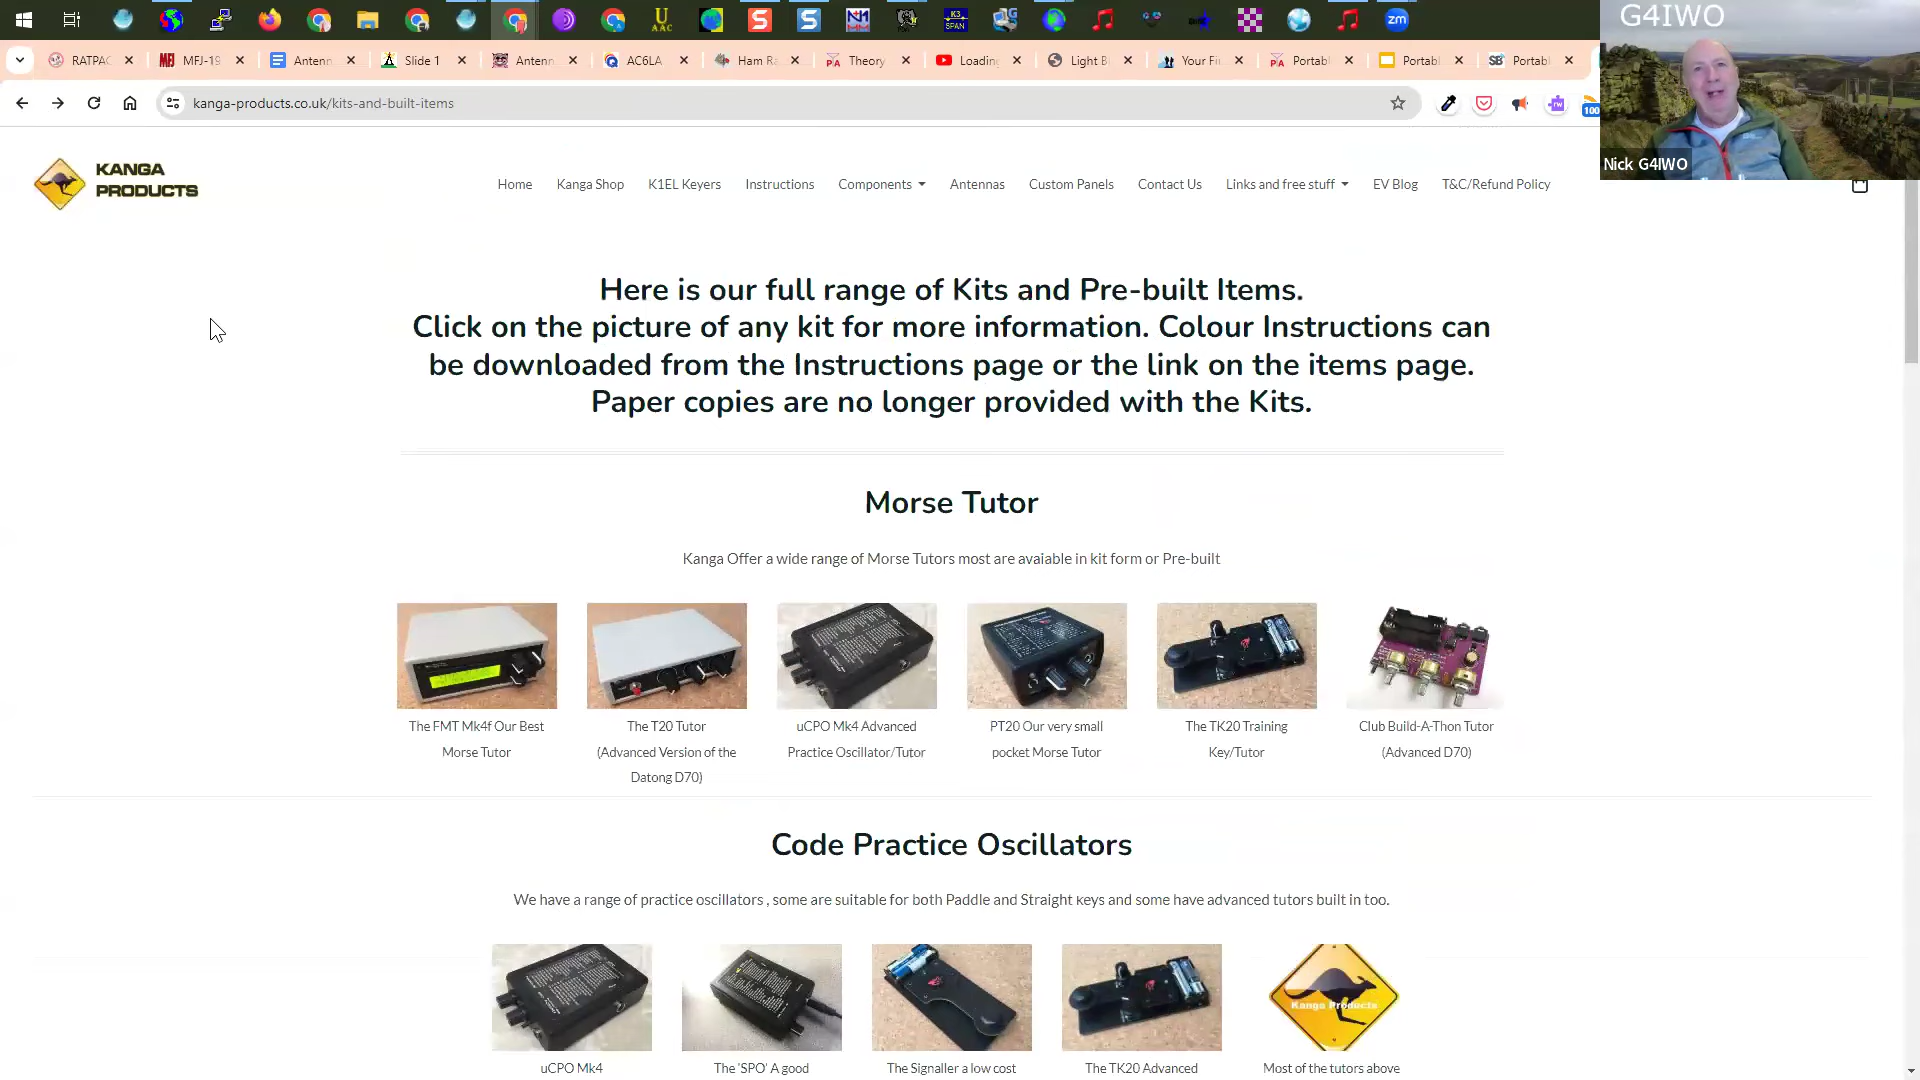 G4IWO
Nick G4IWO
UAAC
S
S
N1MM
K3
SPAN
zm
RATPAC
MFJ-19
Antenn
Slide 1
Antenn
AC6LA
Ham Ra
Theory
Loading
Light B
Your Fi
Portabl
Portabl
Portabl
kanga-products.co.uk/kits-and-built-items
100
KANGA
PRODUCTS
Home
Kanga Shop
K1EL Keyers
Instructions
Components
Antennas
Custom Panels
Contact Us
Links and free stuff
EV Blog
T&C/Refund Policy
Here is our full range of Kits and Pre-built Items.
Click on the picture of any kit for more information. Colour Instructions can
be downloaded from the Instructions page or the link on the items page.
Paper copies are no longer provided with the Kits.
Morse Tutor
Kanga Offer a wide range of Morse Tutors most are avaiable in kit form or Pre-built
The FMT Mk4f Our Best
Morse Tutor
The T20 Tutor
(Advanced Version of the
Datong D70)
uCPO Mk4 Advanced
Practice Oscillator/Tutor
PT20 Our very small
pocket Morse Tutor
The TK20 Training
Key/Tutor
Club Build-A-Thon Tutor
(Advanced D70)
Code Practice Oscillators
We have a range of practice oscillators , some are suitable for both Paddle and Straight keys and some have advanced tutors built in too.
Kanga Products
uCPO Mk4
The 'SPO' A good
The Signaller a low cost
The TK20 Advanced
Most of the tutors above